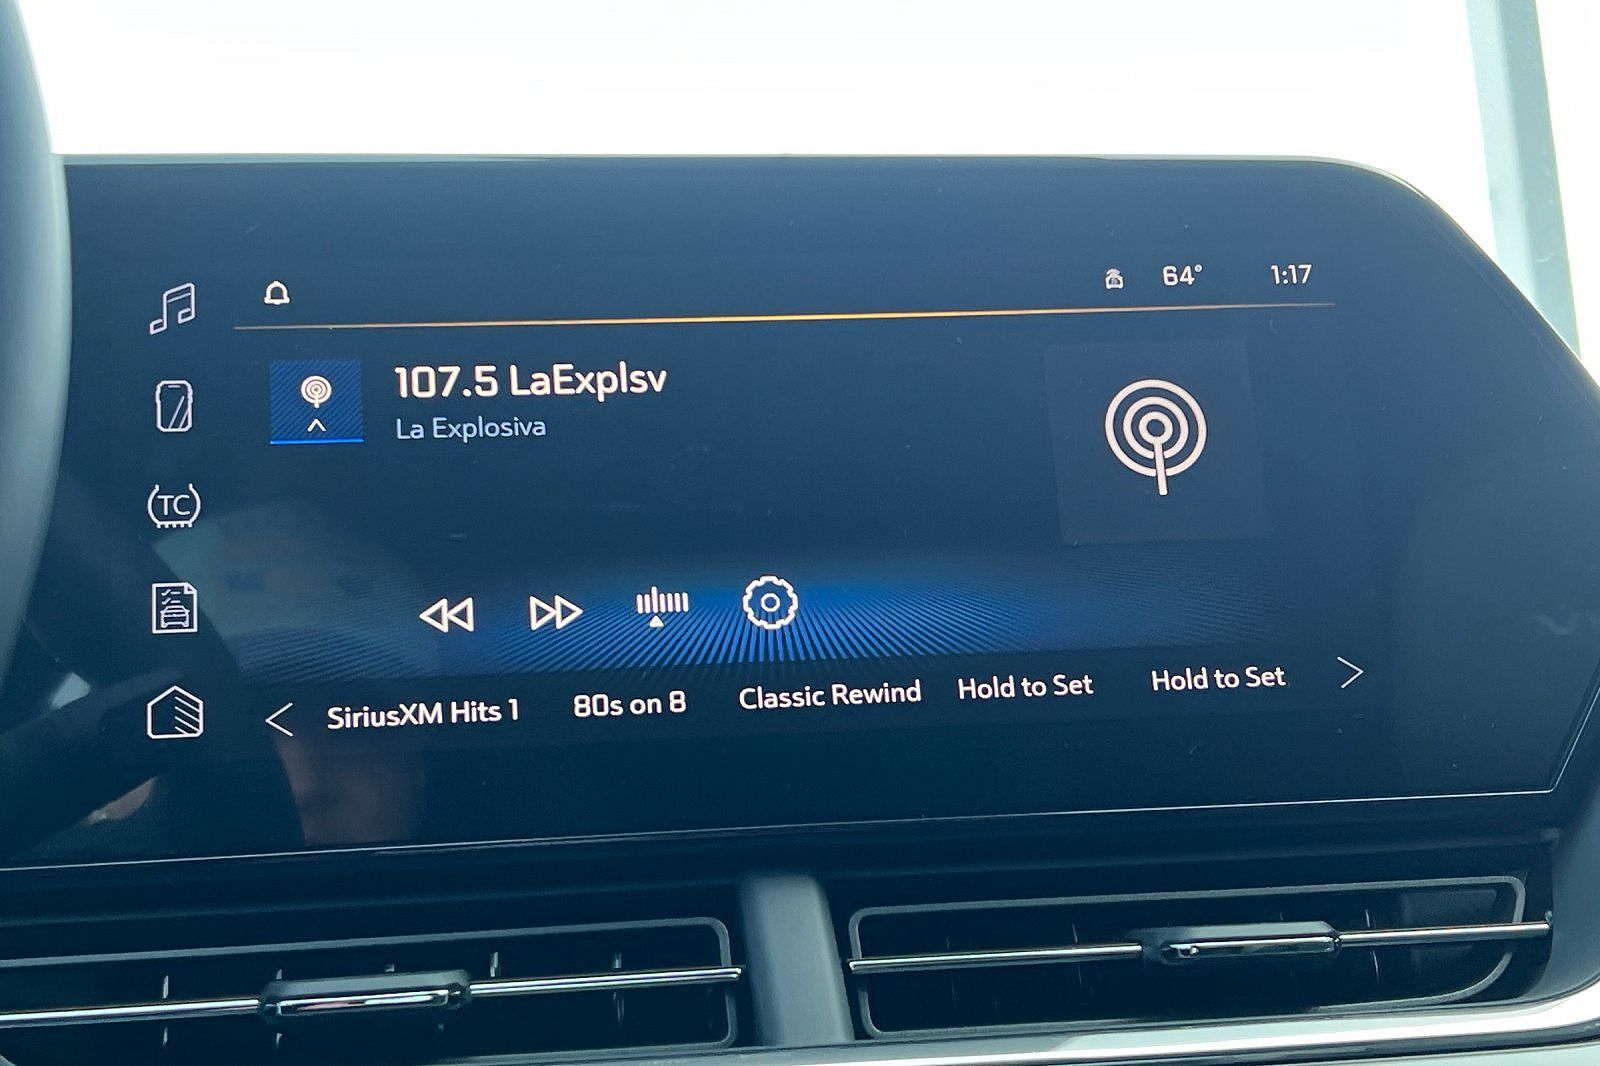 64° 1:17
107.5 LaExplsv
La Explosiva
TC
SiriusXM Hits 1 80s on 8 Classic Rewind Hold to Set Hold to Set